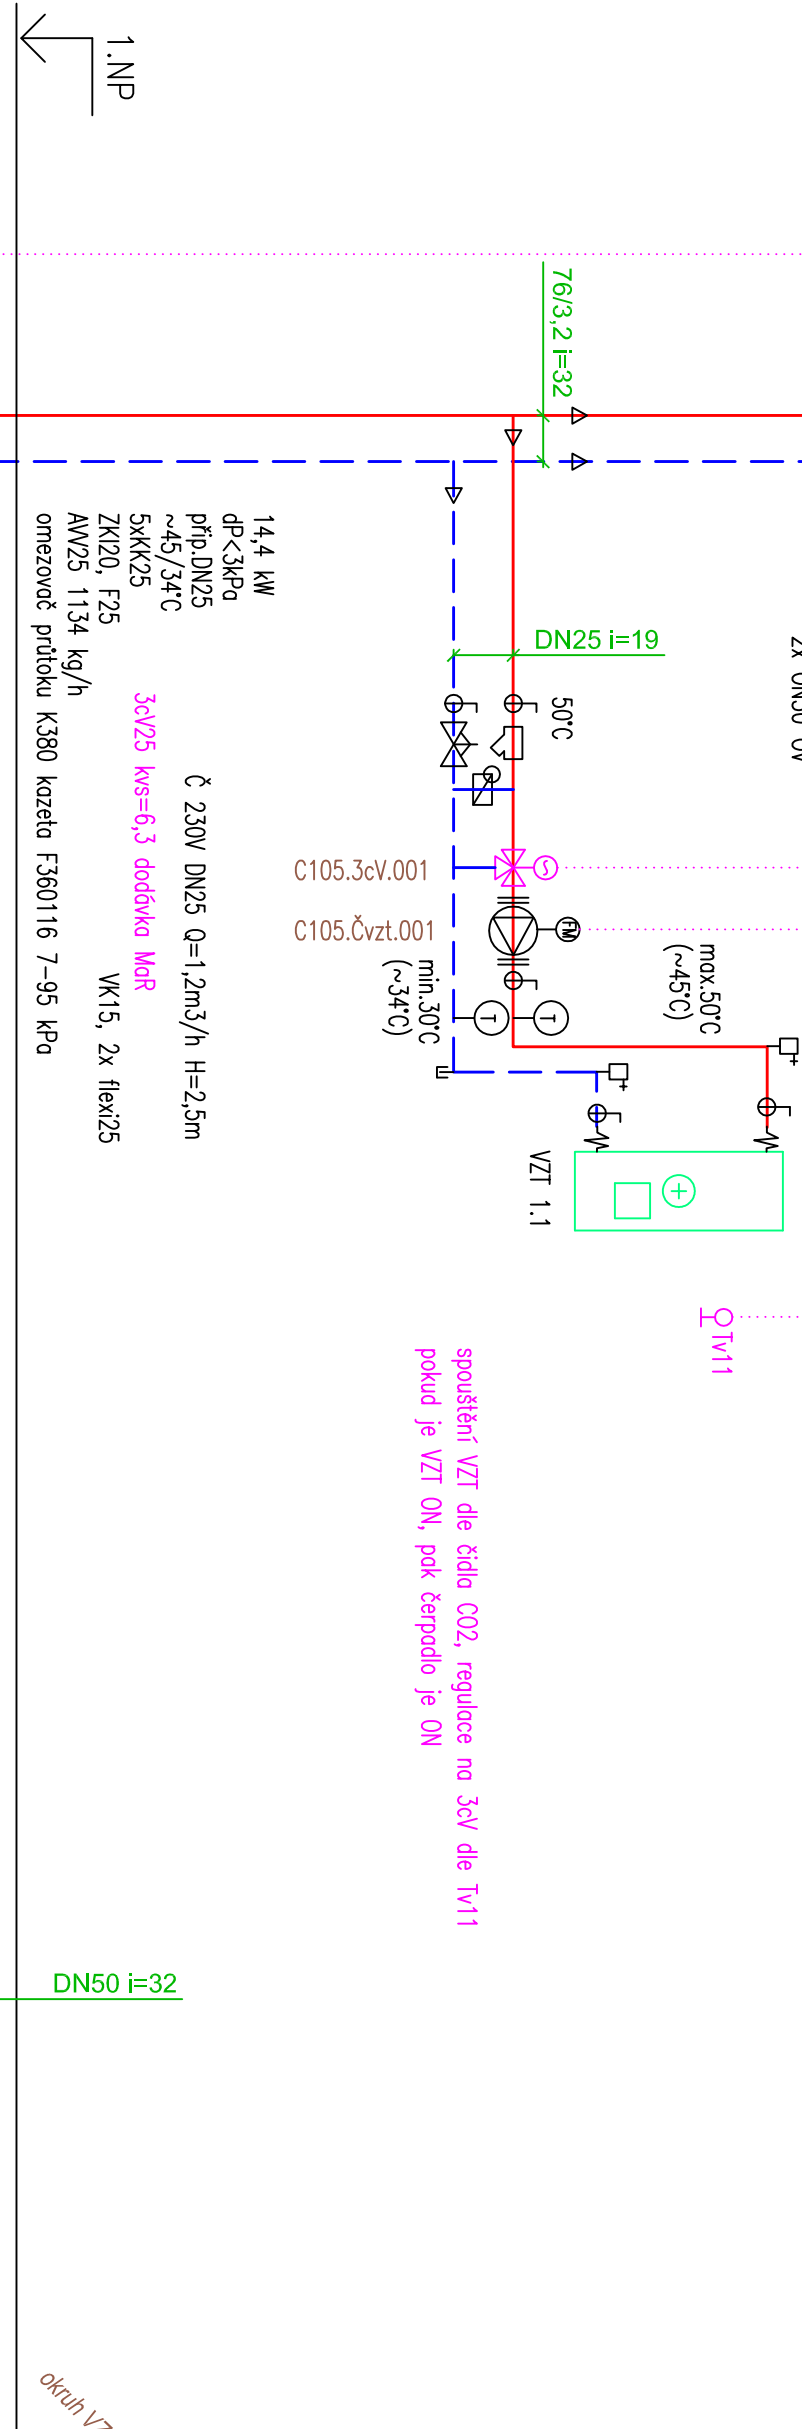 1.NP
76/3,2 i=32
DN25 i=19
50°C
14,4 kW
dP<3kPa
přip.DN25
~45/34°C
5xKK25
ZKI20, F25
AVV25 1134 kg/h
omezovač průtoku K380 kazeta F360116 7-95 kPa
3cV25 kvs=6,3 dodávka MaR
Č 230V DN25 Q=1,2m3/h H=2,5m
VK15, 2x flexi25
C105.3cV.001
C105.Čvzt.001
FM
max.50°C
(~45°C)
min.30°C
(~34°C)
T
T
VZT 1.1
Tv11
spouštění VZT dle čidla CO2, regulace na 3cV dle Tv11
pokud je VZT ON, pak čerpadlo je ON
DN50 i=32
okruh